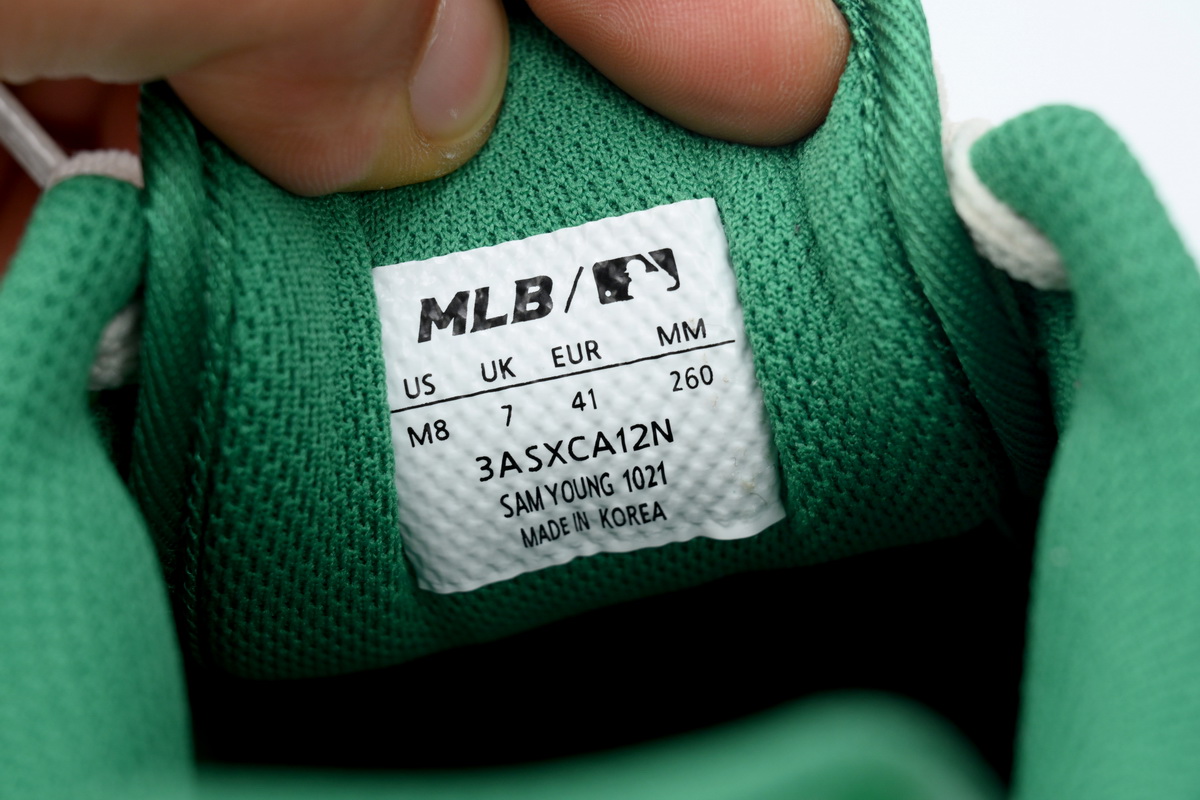 MLB /
US UK EUR MM
M8 7 41 260
3ASXCA12N
SAMYOUNG 1021
MADE IN KOREA